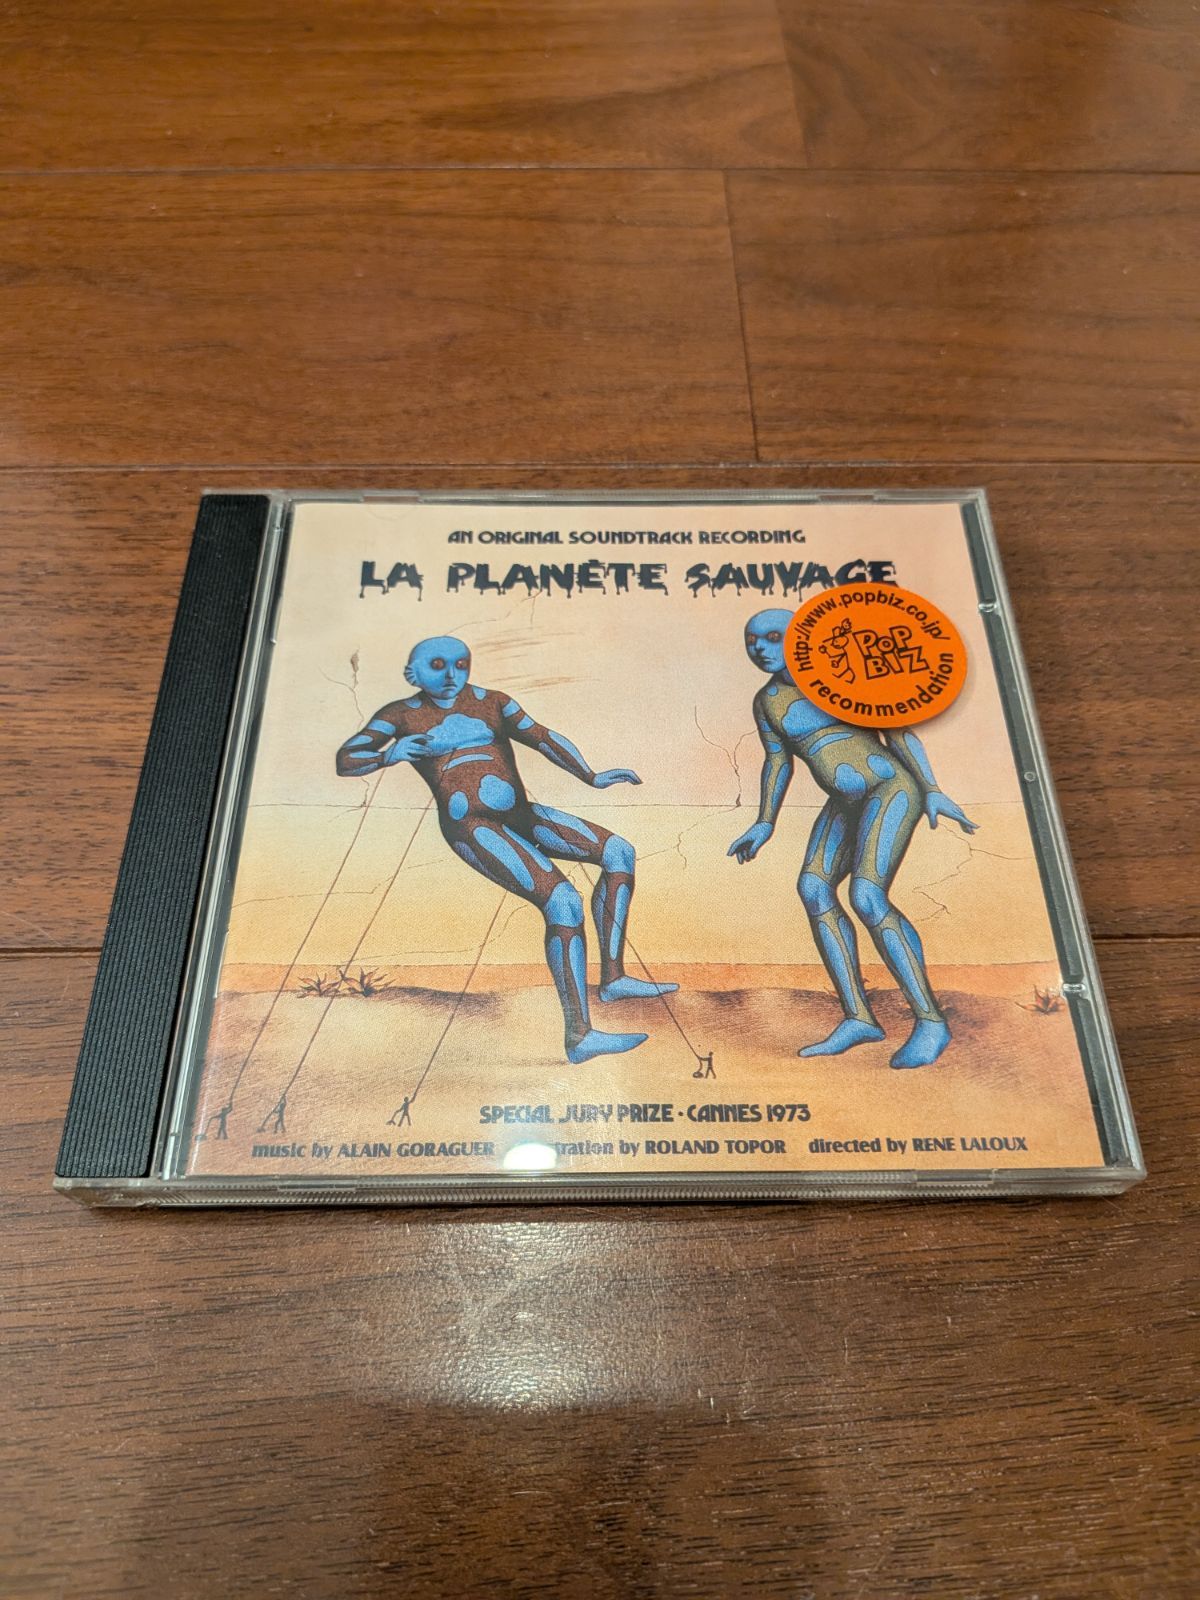 AN ORIGINAL SOUNDTRACK RECORDING
LA PLANÈTE SAUVAGE
http://www.popbiz.co.jp/
POP
BIZ
recommendation
SPECIAL JURY PRIZE · CANNES 1973
music by ALAIN GORAGUER tration by ROLAND TOPOR directed by RENE LALOUX